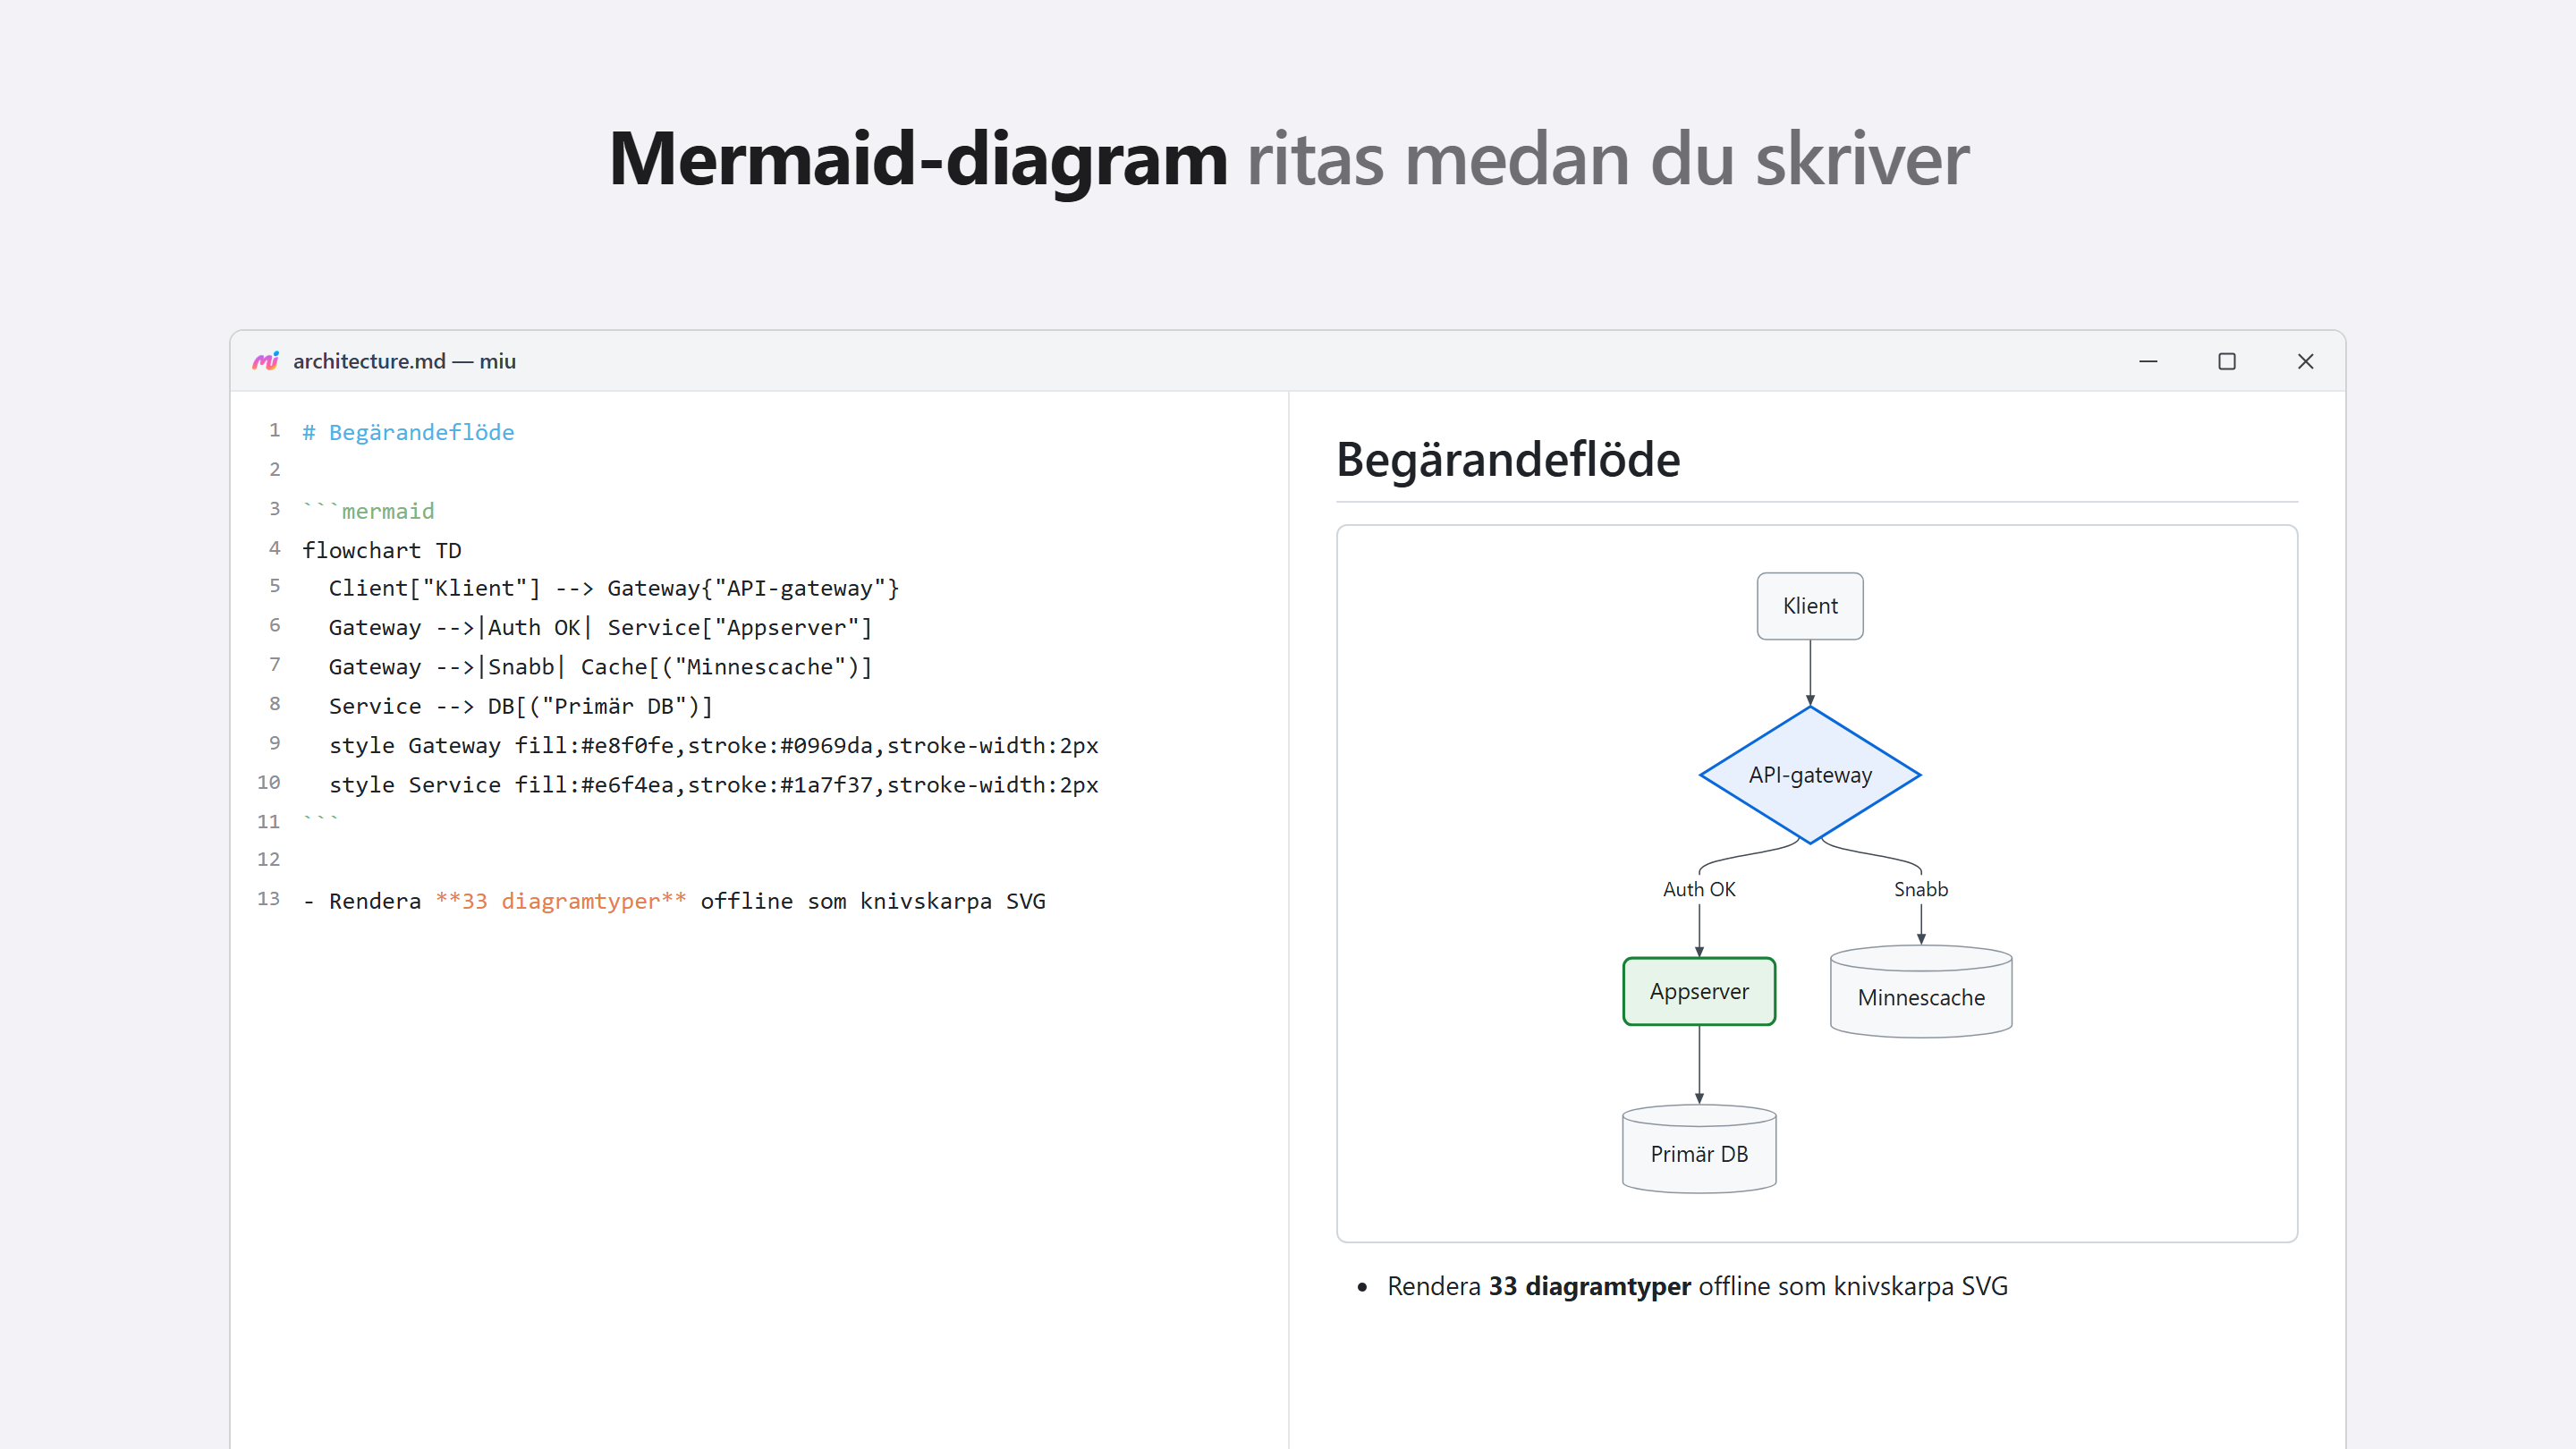 Mermaid-diagram ritas medan du skriver
mi architecture.md — miu
1 # Begärandeflöde
2
3 ```mermaid
4 flowchart TD
5   Client["Klient"] --> Gateway{"API-gateway"}
6   Gateway -->|Auth OK| Service["Appserver"]
7   Gateway -->|Snabb| Cache[("Minnescache")]
8   Service --> DB[("Primär DB")]
9   style Gateway fill:#e8f0fe,stroke:#0969da,stroke-width:2px
10   style Service fill:#e6f4ea,stroke:#1a7f37,stroke-width:2px
11 ```
12
13 - Rendera **33 diagramtyper** offline som knivskarpa SVG
Begärandeflöde
Klient
API-gateway
Auth OK Snabb
Appserver Minnescache
Primär DB
• Rendera 33 diagramtyper offline som knivskarpa SVG